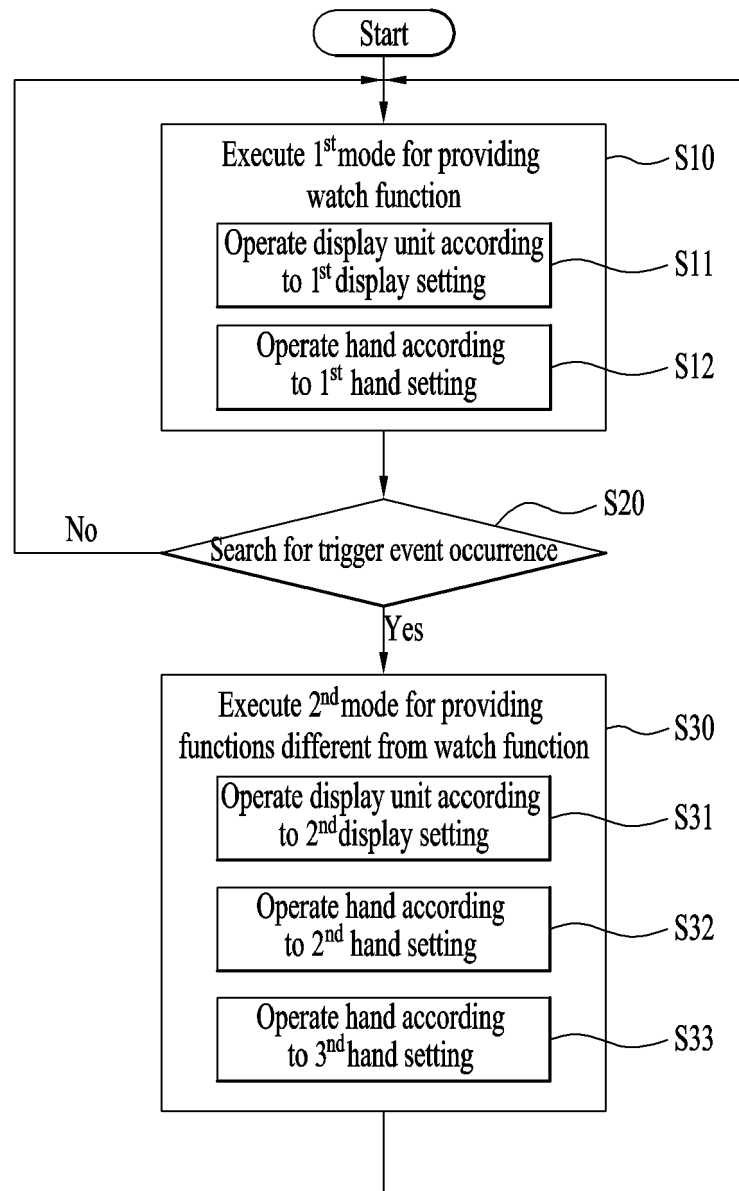 Start
Execute 1st mode for providing
watch function
S10
Operate display unit according
to 1st display setting
S11
Operate hand according
to 1st hand setting
S12
S20
No
Search for trigger event occurrence
Yes
Execute 2nd mode for providing
functions different from watch function
S30
Operate display unit according
to 2nd display setting
S31
Operate hand according
to 2nd hand setting
S32
Operate hand according
to 3nd hand setting
S33